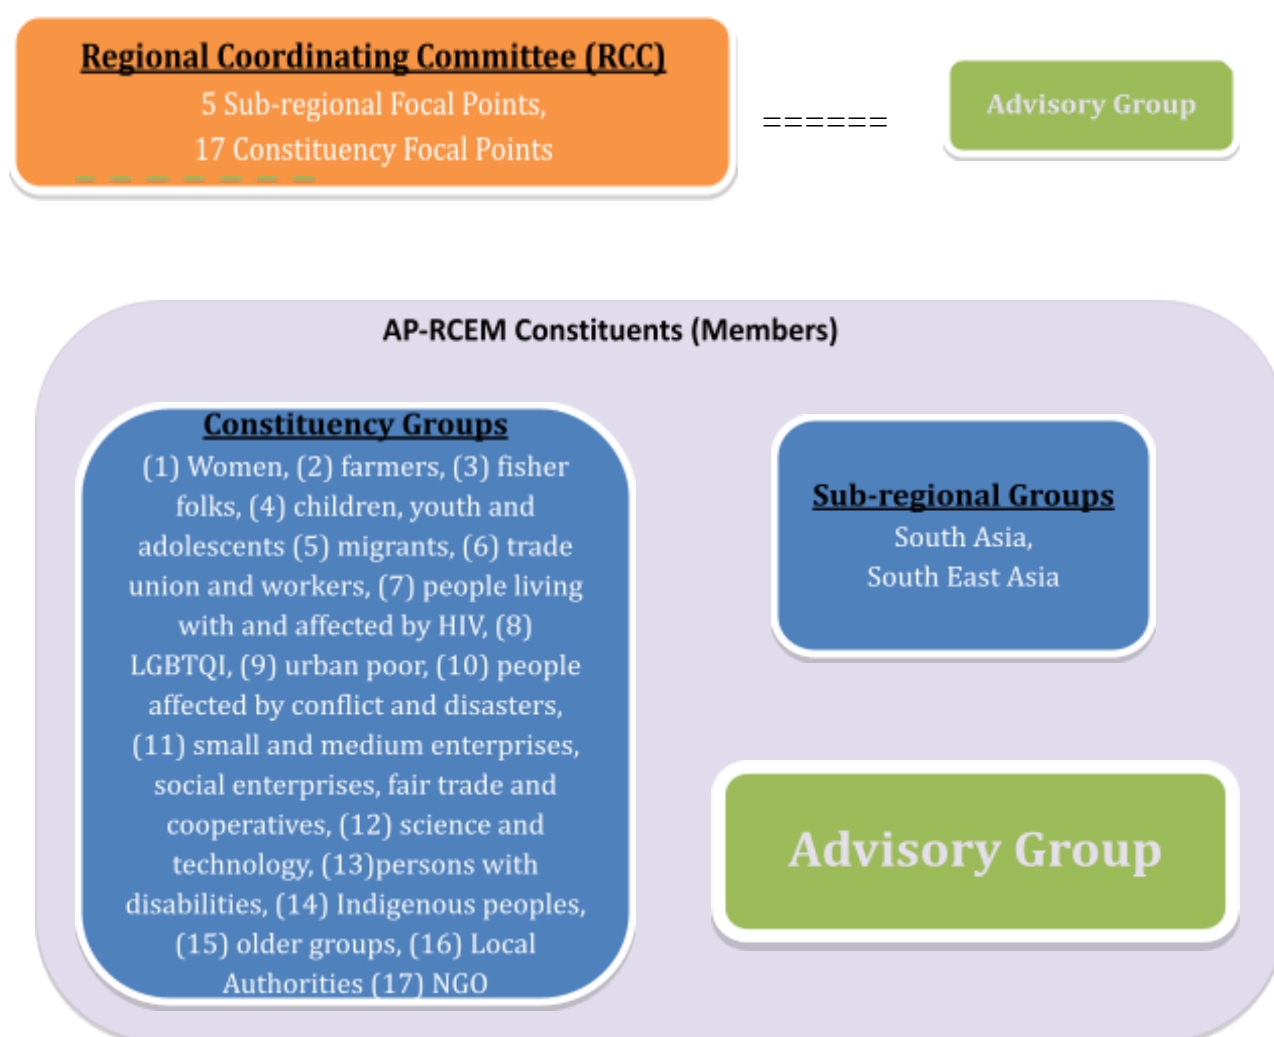 Regional Coordinating Committee (RCC)
5 Sub-regional Focal Points,
17 Constituency Focal Points
======
Advisory Group
AP-RCEM Constituents (Members)
Constituency Groups
(1) Women, (2) farmers, (3) fisher
folks, (4) children, youth and
adolescents (5) migrants, (6) trade
union and workers, (7) people living
with and affected by HIV, (8)
LGBTQI, (9) urban poor, (10) people
affected by conflict and disasters,
(11) small and medium enterprises,
social enterprises, fair trade and
cooperatives, (12) science and
technology, (13)persons with
disabilities, (14) Indigenous peoples,
(15) older groups, (16) Local
Authorities (17) NGO
Sub-regional Groups
South Asia,
South East Asia
Advisory Group